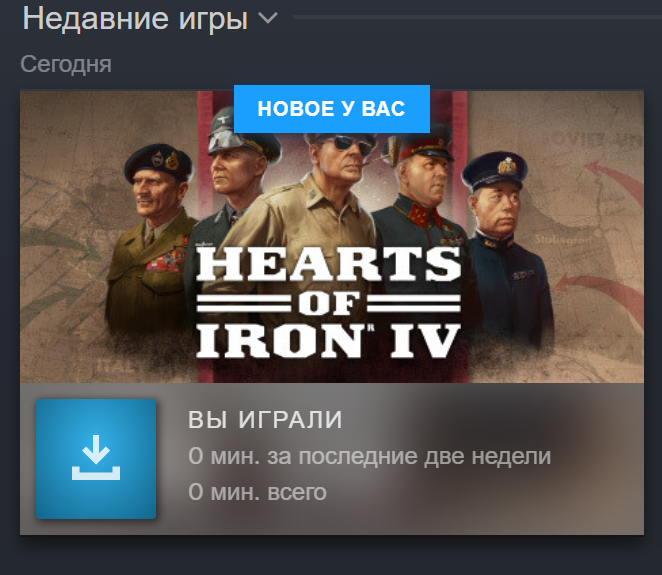 Недавние игры
Сегодня
НОВОЕ У ВАС
HEARTS
OF
IRON IV
ВЫ ИГРАЛИ
0 мин. за последние две недели
0 мин. всего